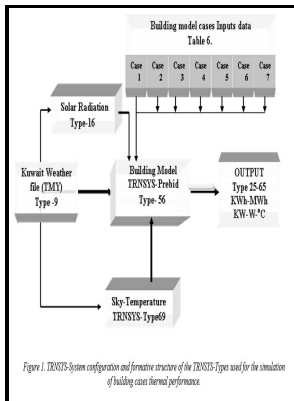 Building model cases Inputs data
Table 6.
Case 1
Case 2
Case 3
Case 4
Case 5
Case 6
Case 7
Solar Radiation
Type-16
Kuwait Weather
file (TMY)
Type -9
Building Model
TRNSYS-Prebid
Type- 56
OUTPUT
Type 25-65
KWh-MWh
KW-W-°C
Sky-Temperature
TRNSYS-Type69
Figure 1. TRNSYS-System configuration and formative structure of the TRNSYS-Types used for the simulation
of building cases thermal performance.